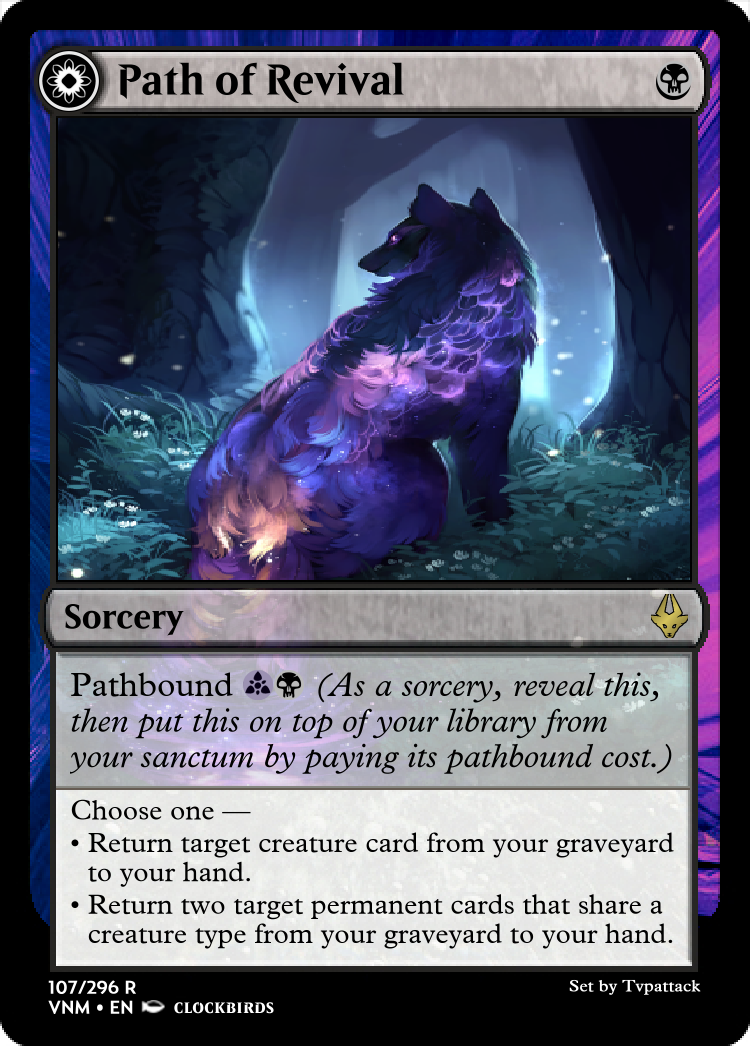 Path of Revival
Sorcery
Pathbound (As a sorcery, reveal this,
then put this on top of your library from
your sanctum by paying its pathbound cost.)
Choose one —
• Return target creature card from your graveyard
to your hand.
• Return two target permanent cards that share a
creature type from your graveyard to your hand.
107/296 R
Set by Tvpattack
VNM • EN CLOCKBIRDS